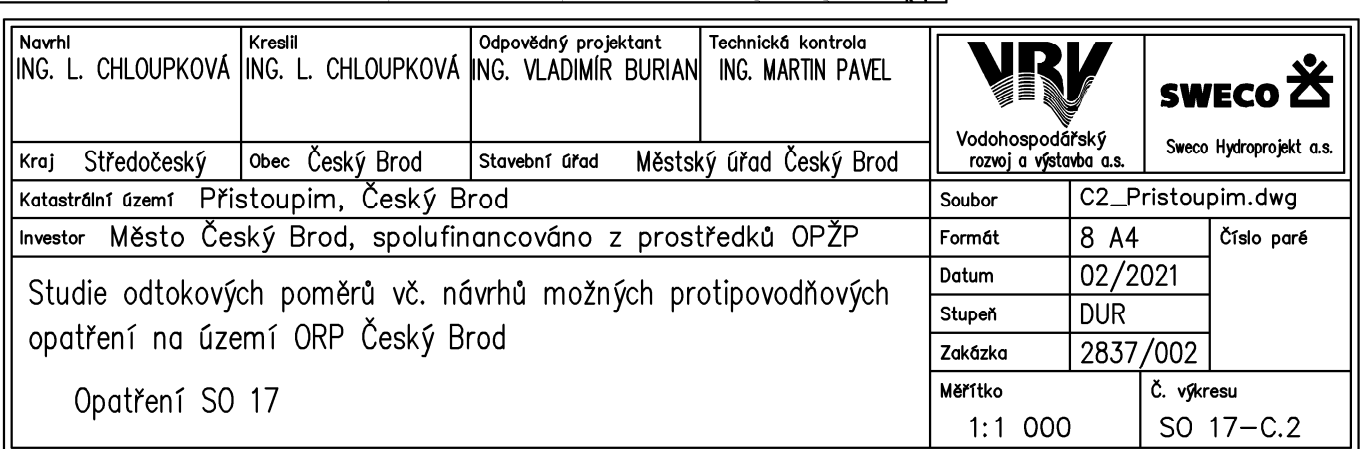 Navrhl
ING. L. CHLOUPKOVÁ
Kreslil
ING. L. CHLOUPKOVÁ
Odpovědný projektant
ING. VLADIMÍR BURIAN
Technická kontrola
ING. MARTIN PAVEL
VRV
Vodohospodářský
rozvoj a výstavba a.s.
SWECO
Sweco Hydroprojekt a.s.
Kraj Středočeský
Obec Český Brod
Stavební úřad Městský úřad Český Brod
Katastrální území Přistoupim, Český Brod
Investor Město Český Brod, spolufinancováno z prostředků OPŽP
Studie odtokových poměrů vč. návrhů možných protipovodňových
opatření na území ORP Český Brod
Opatření SO 17
Soubor C2_Pristoupim.dwg
Formát 8 A4
Číslo paré
Datum 02/2021
Stupeň DUR
Zakázka 2837/002
Měřítko
1:1 000
Č. výkresu
SO 17-C.2